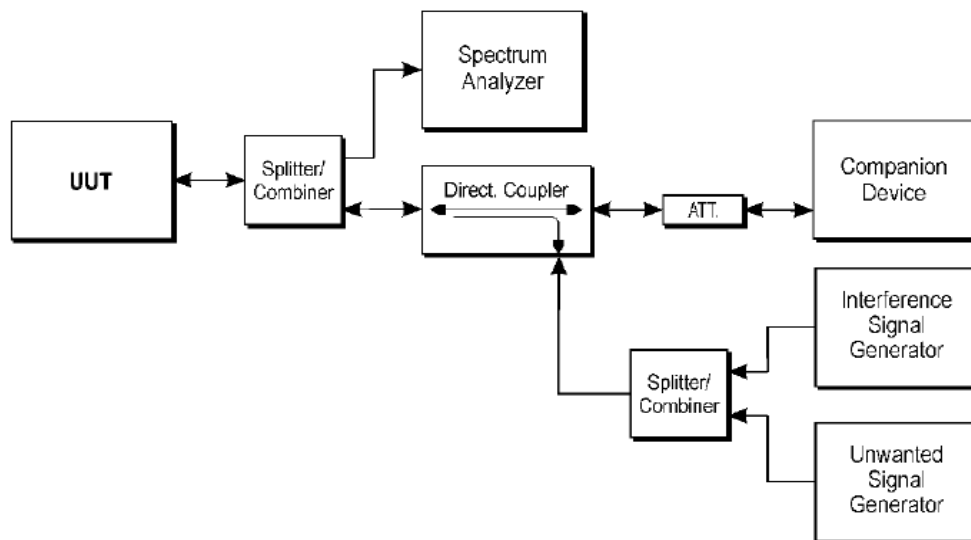 Spectrum
Analyzer
UUT
Splitter/
Combiner
Direct. Coupler
ATT.
Companion
Device
Interference
Signal
Generator
Splitter/
Combiner
Unwanted
Signal
Generator